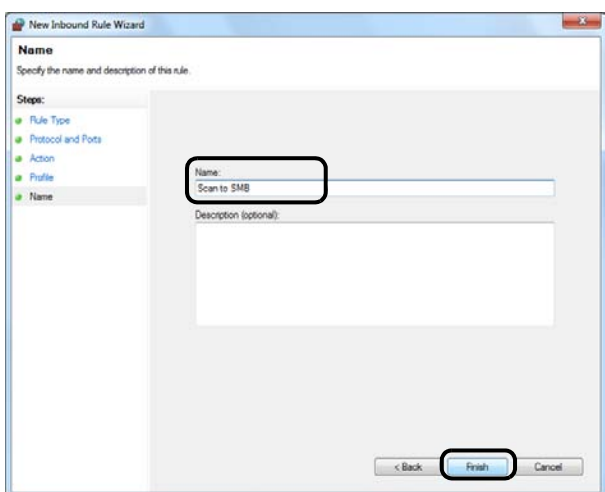 New Inbound Rule Wizard
Name
Specify the name and description of this rule.
Steps:
Rule Type
Protocol and Ports
Action
Profile
Name
Name:
Scan to SMB
Description (optional):
< Back Finish Cancel